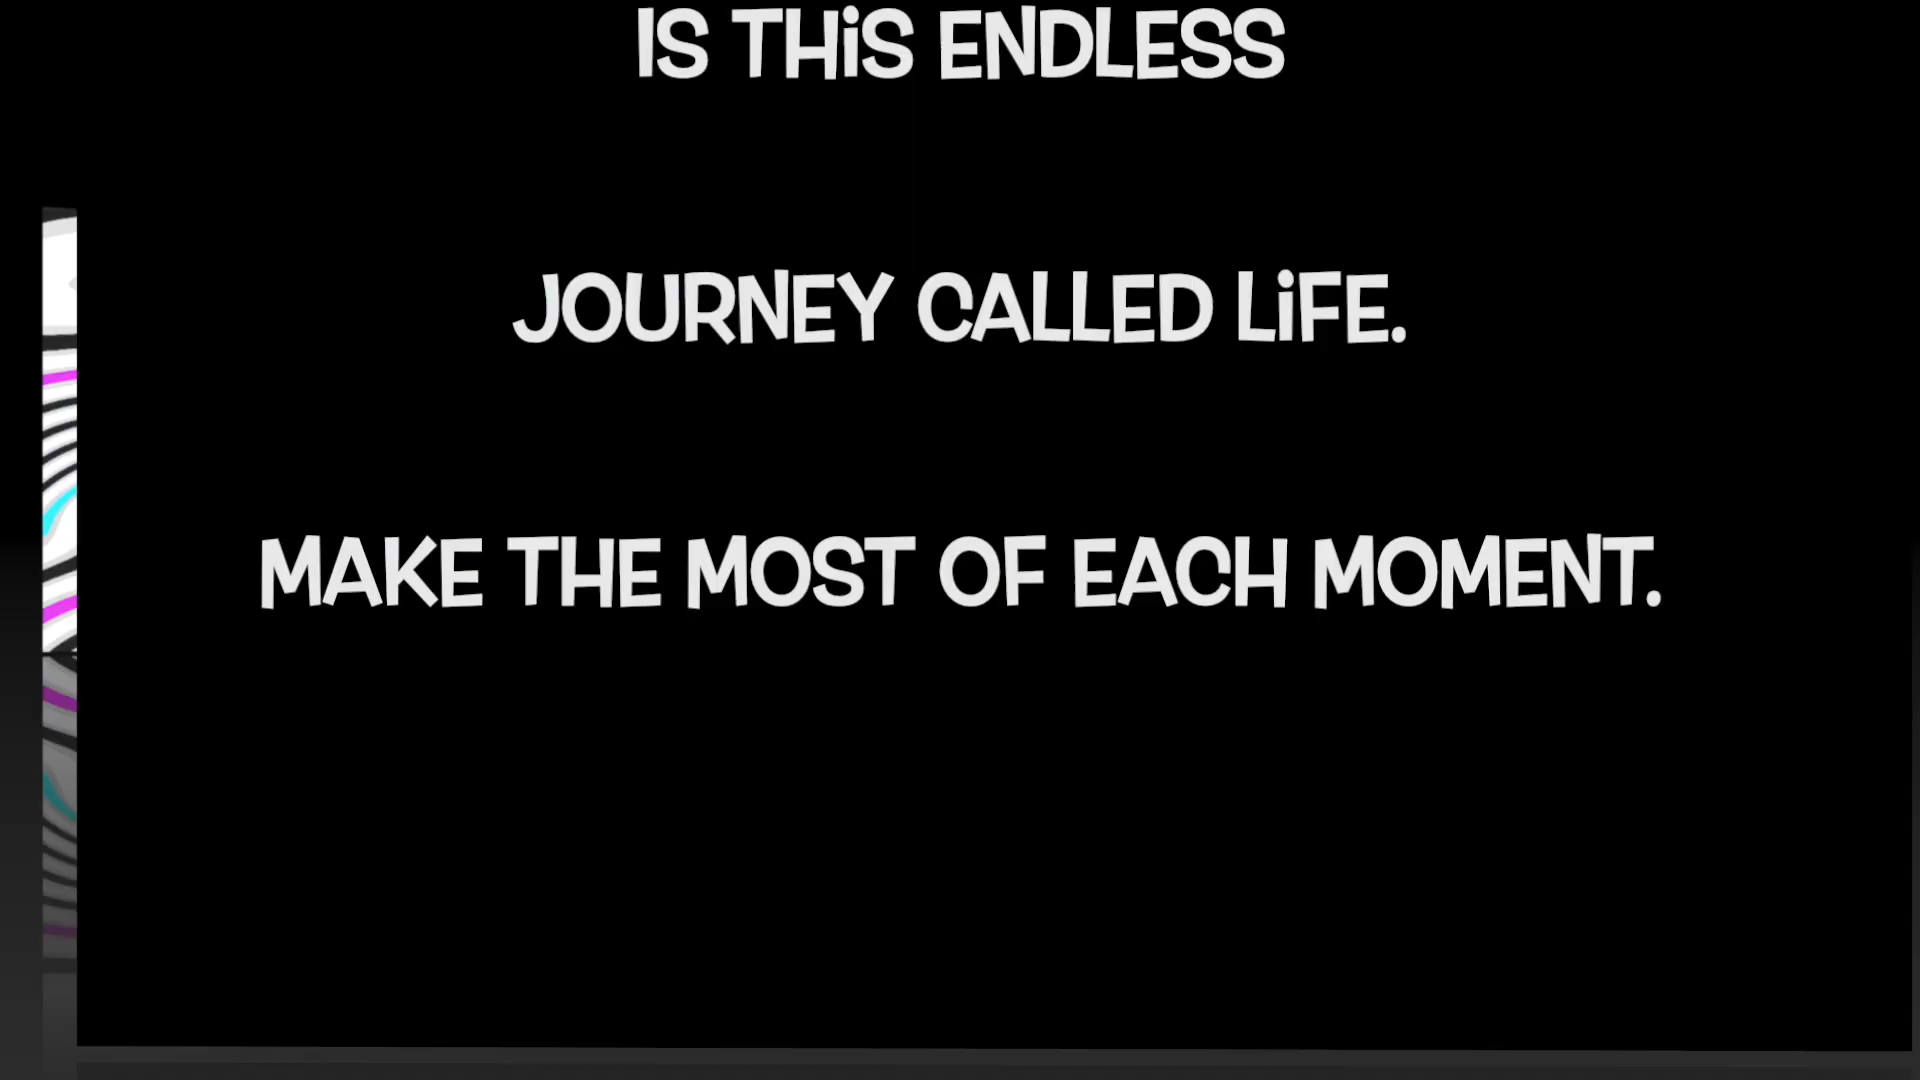 IS THiS ENDLESS
JOURNEY CALLED LiFE.
MAKE THE MOST OF EACH MOMENT.